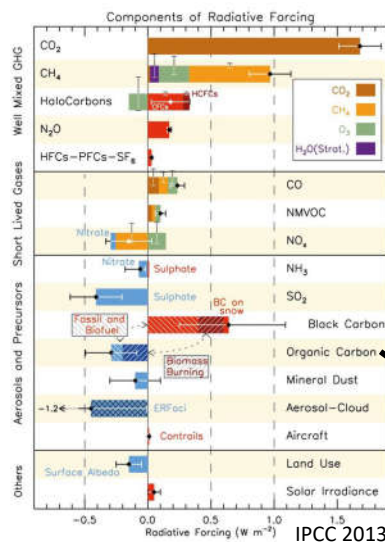 Components of Radiative Forcing
Well Mixed GHG
CO₂
CH₄
HaloCarbons
HCFCs
CFCs
N₂O
HFCs-PFCs-SF₆
CO₂
CH₄
O₃
H₂O(Strat.)
Short Lived Gases
CO
NMVOC
Nitrate
NOₓ
Aerosols and Precursors
Nitrate
Sulphate
NH₃
Sulphate
SO₂
BC on snow
Fossil and Biofuel
Black Carbon
Biomass Burning
Organic Carbon
Mineral Dust
-1.2
ERFaci
Aerosol-Cloud
Contrails
Aircraft
Others
Surface Albedo
Land Use
Solar Irradiance
-0.5 0.0 0.5 1.0
Radiative Forcing (W m⁻²)
IPCC 2013